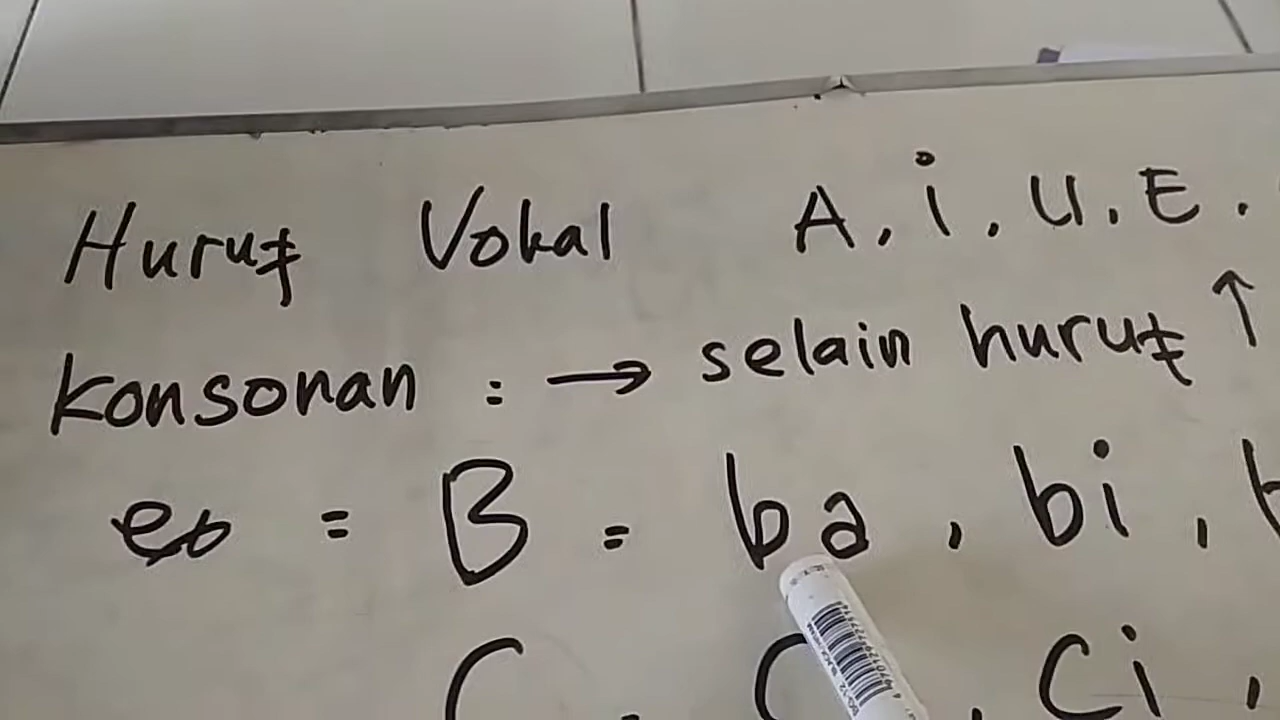 Huruf Vokal A. i. U. E.
Konsonan : → selain huruf ↑
= B = ba, bi,
C ci,